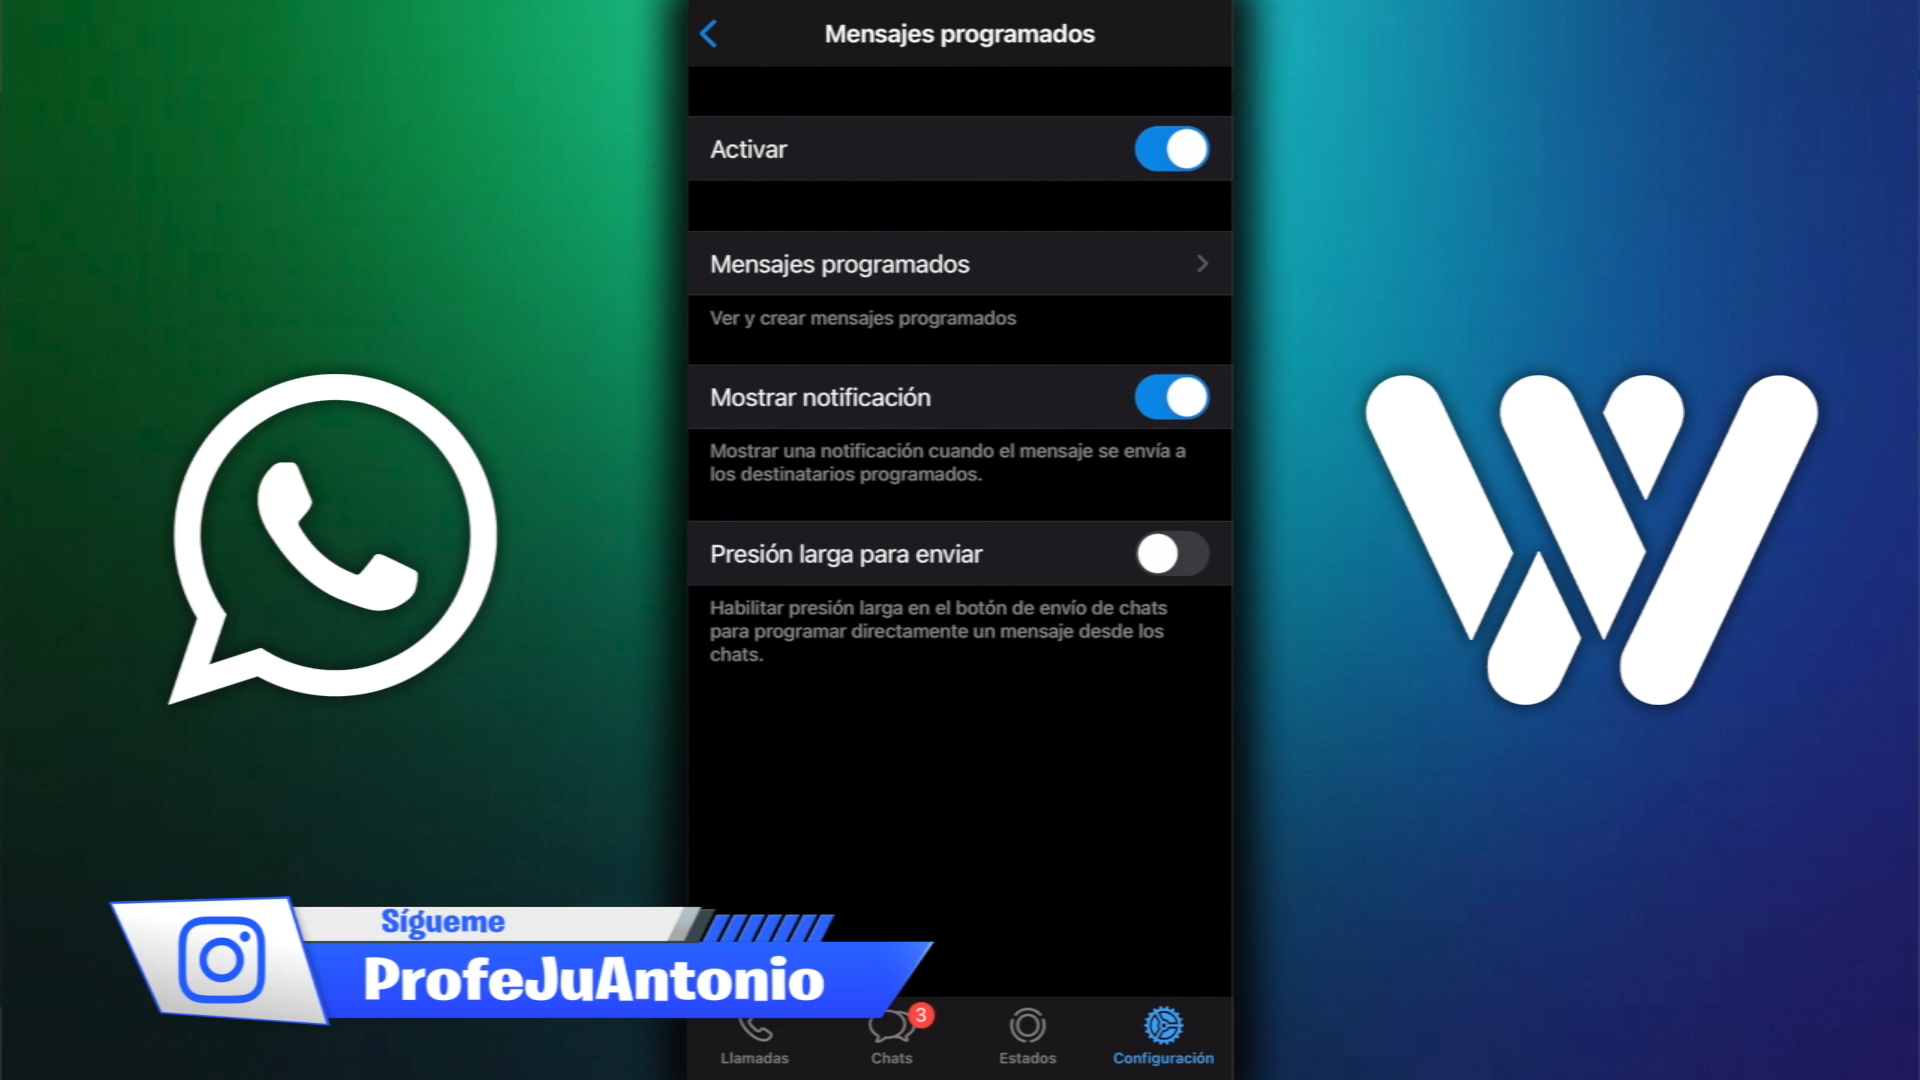 Mensajes programados
Activar
Mensajes programados
Ver y crear mensajes programados
Mostrar notificación
Mostrar una notificación cuando el mensaje se envía a
los destinatarios programados.
Presión larga para enviar
Habilitar presión larga en el botón de envío de chats
para programar directamente un mensaje desde los
chats.
Sígueme
ProfeJuAntonio
3
Llamadas
Chats
Estados
Configuración